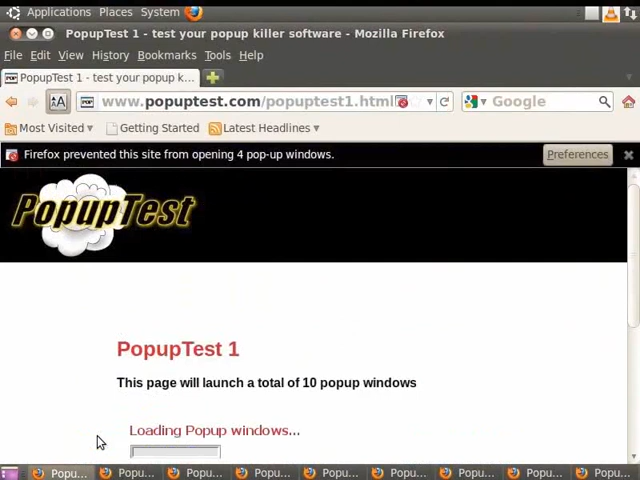 Applications Places System
PopupTest 1 - test your popup killer software - Mozilla Firefox
File Edit View History Bookmarks Tools Help
POP PopupTest 1 - test your popup k...
POP www.popuptest.com/popuptest1.html Google
Most Visited Getting Started Latest Headlines
Firefox prevented this site from opening 4 pop-up windows. Preferences
PopupTest
PopupTest 1
This page will launch a total of 10 popup windows
Loading Popup windows...
Popu... Popu... Popu... Popu... Popu... Popu... Popu... Popu... Popu...